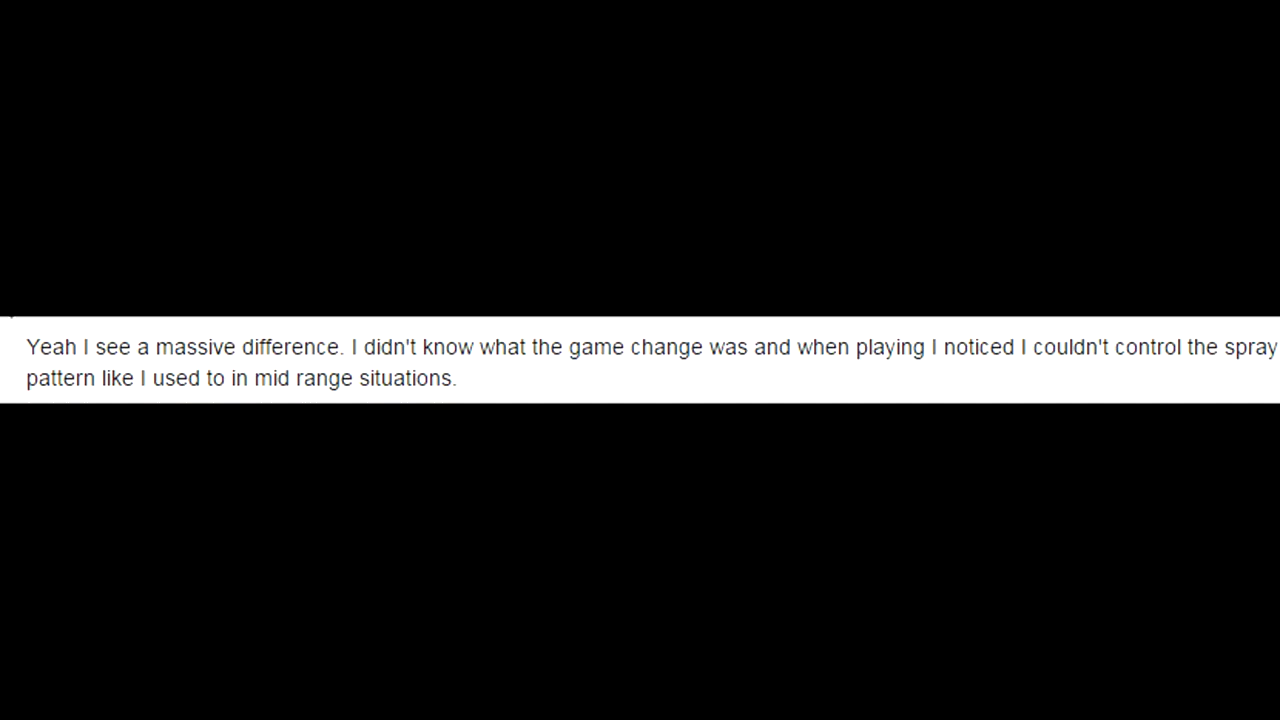 Yeah I see a massive difference. I didn't know what the game change was and when playing I noticed I couldn't control the spray
pattern like I used to in mid range situations.